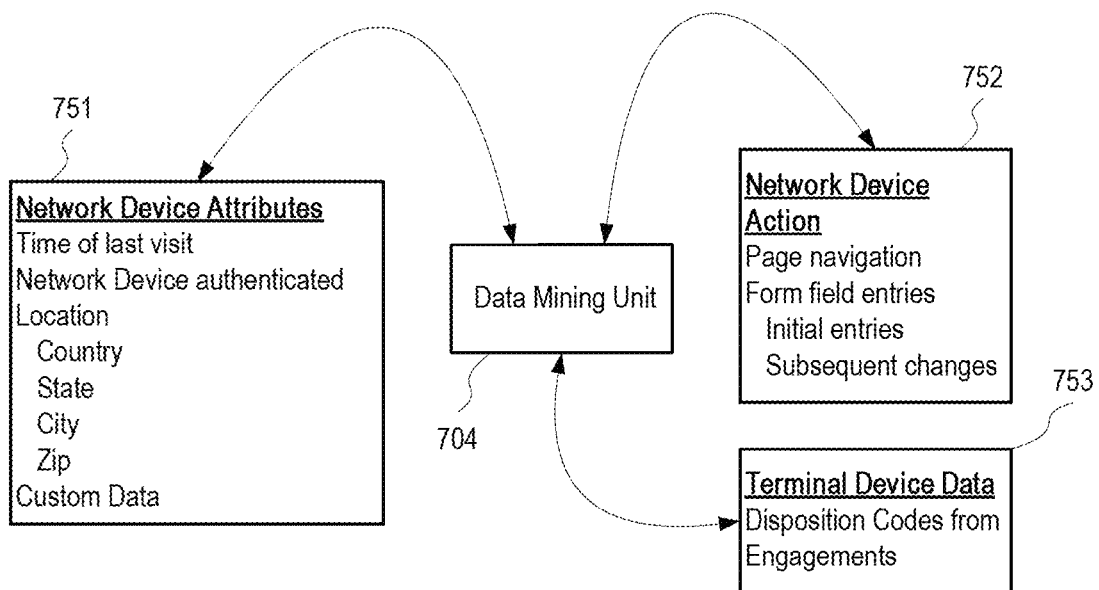 751
Network Device Attributes
Time of last visit
Network Device authenticated
Location
Country
State
City
Zip
Custom Data
Data Mining Unit
704
752
Network Device
Action
Page navigation
Form field entries
Initial entries
Subsequent changes
753
Terminal Device Data
Disposition Codes from
Engagements